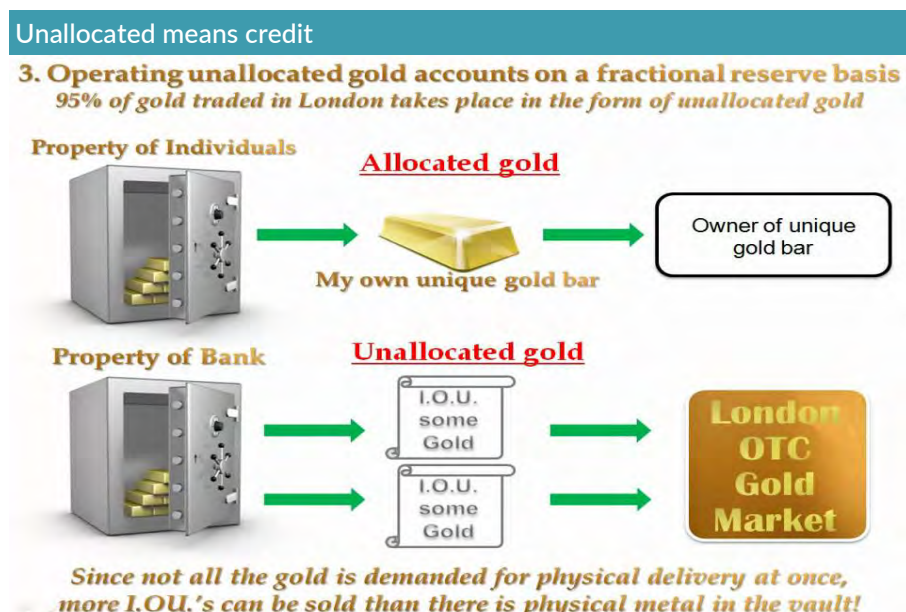 Unallocated means credit
3. Operating unallocated gold accounts on a fractional reserve basis
95% of gold traded in London takes place in the form of unallocated gold
Property of Individuals
Allocated gold
Owner of unique
gold bar
My own unique gold bar
Property of Bank
Unallocated gold
I.O.U.
some
Gold
I.O.U.
some
Gold
London
OTC
Gold
Market
Since not all the gold is demanded for physical delivery at once,
more I.OU.'s can be sold than there is physical metal in the vault!